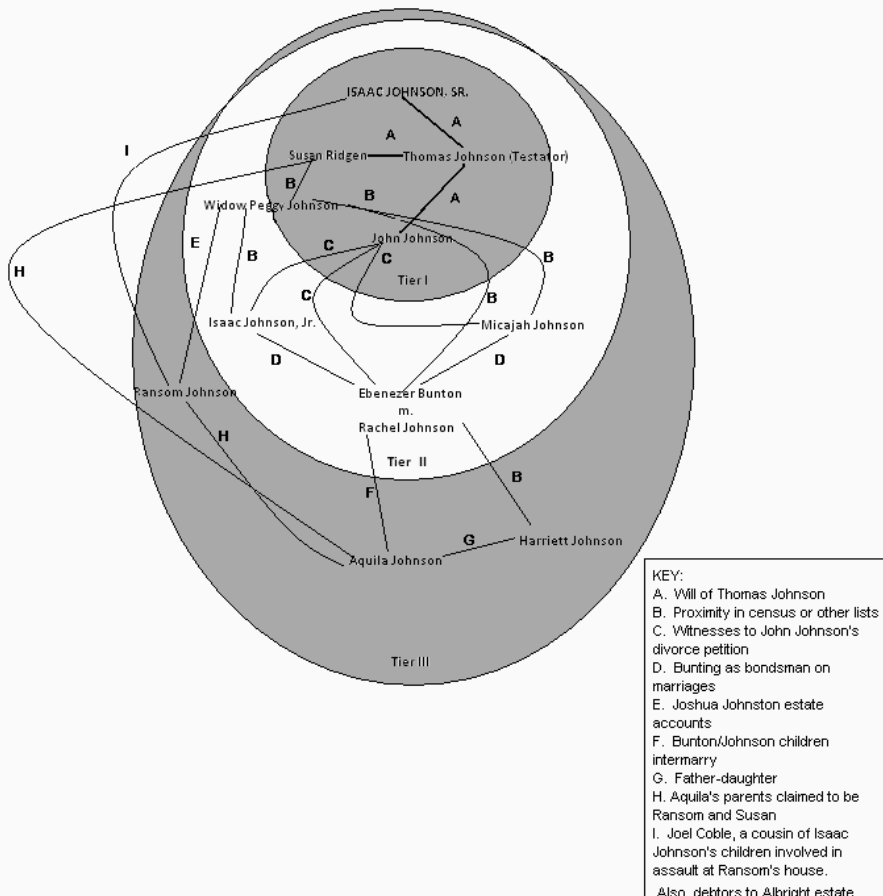 ISAAC JOHNSON, SR.
A
A
I
Susan Ridgen
Thomas Johnson (Testator)
B
B
A
Widow Peggy Johnson
E
C
John Johnson
B
B
C
H
Tier I
C
B
Isaac Johnson, Jr.
Micajah Johnson
D
D
Ransom Johnson
Ebenezer Bunton
m.
Rachel Johnson
H
Tier II
B
F
G
Harriett Johnson
Aquila Johnson
Tier III
KEY:
A. Will of Thomas Johnson
B. Proximity in census or other lists
C. Witnesses to John Johnson's
divorce petition
D. Bunting as bondsman on
marriages
E. Joshua Johnston estate
accounts
F. Bunton/Johnson children
intermarry
G. Father-daughter
H. Aquila's parents claimed to be
Ransom and Susan
I. Joel Coble, a cousin of Isaac
Johnson's children involved in
assault at Ransom's house.
Also, debtors to Albright estate